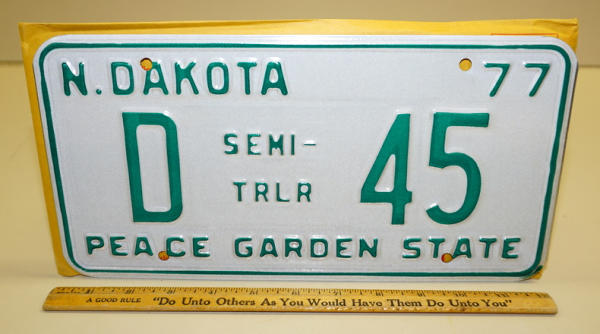 N. DAKOTA 77
D SEMI- 45
TRLR
PEACE GARDEN STATE
A GOOD RULE "Do Unto Others As You Would Have Them Do Unto You"